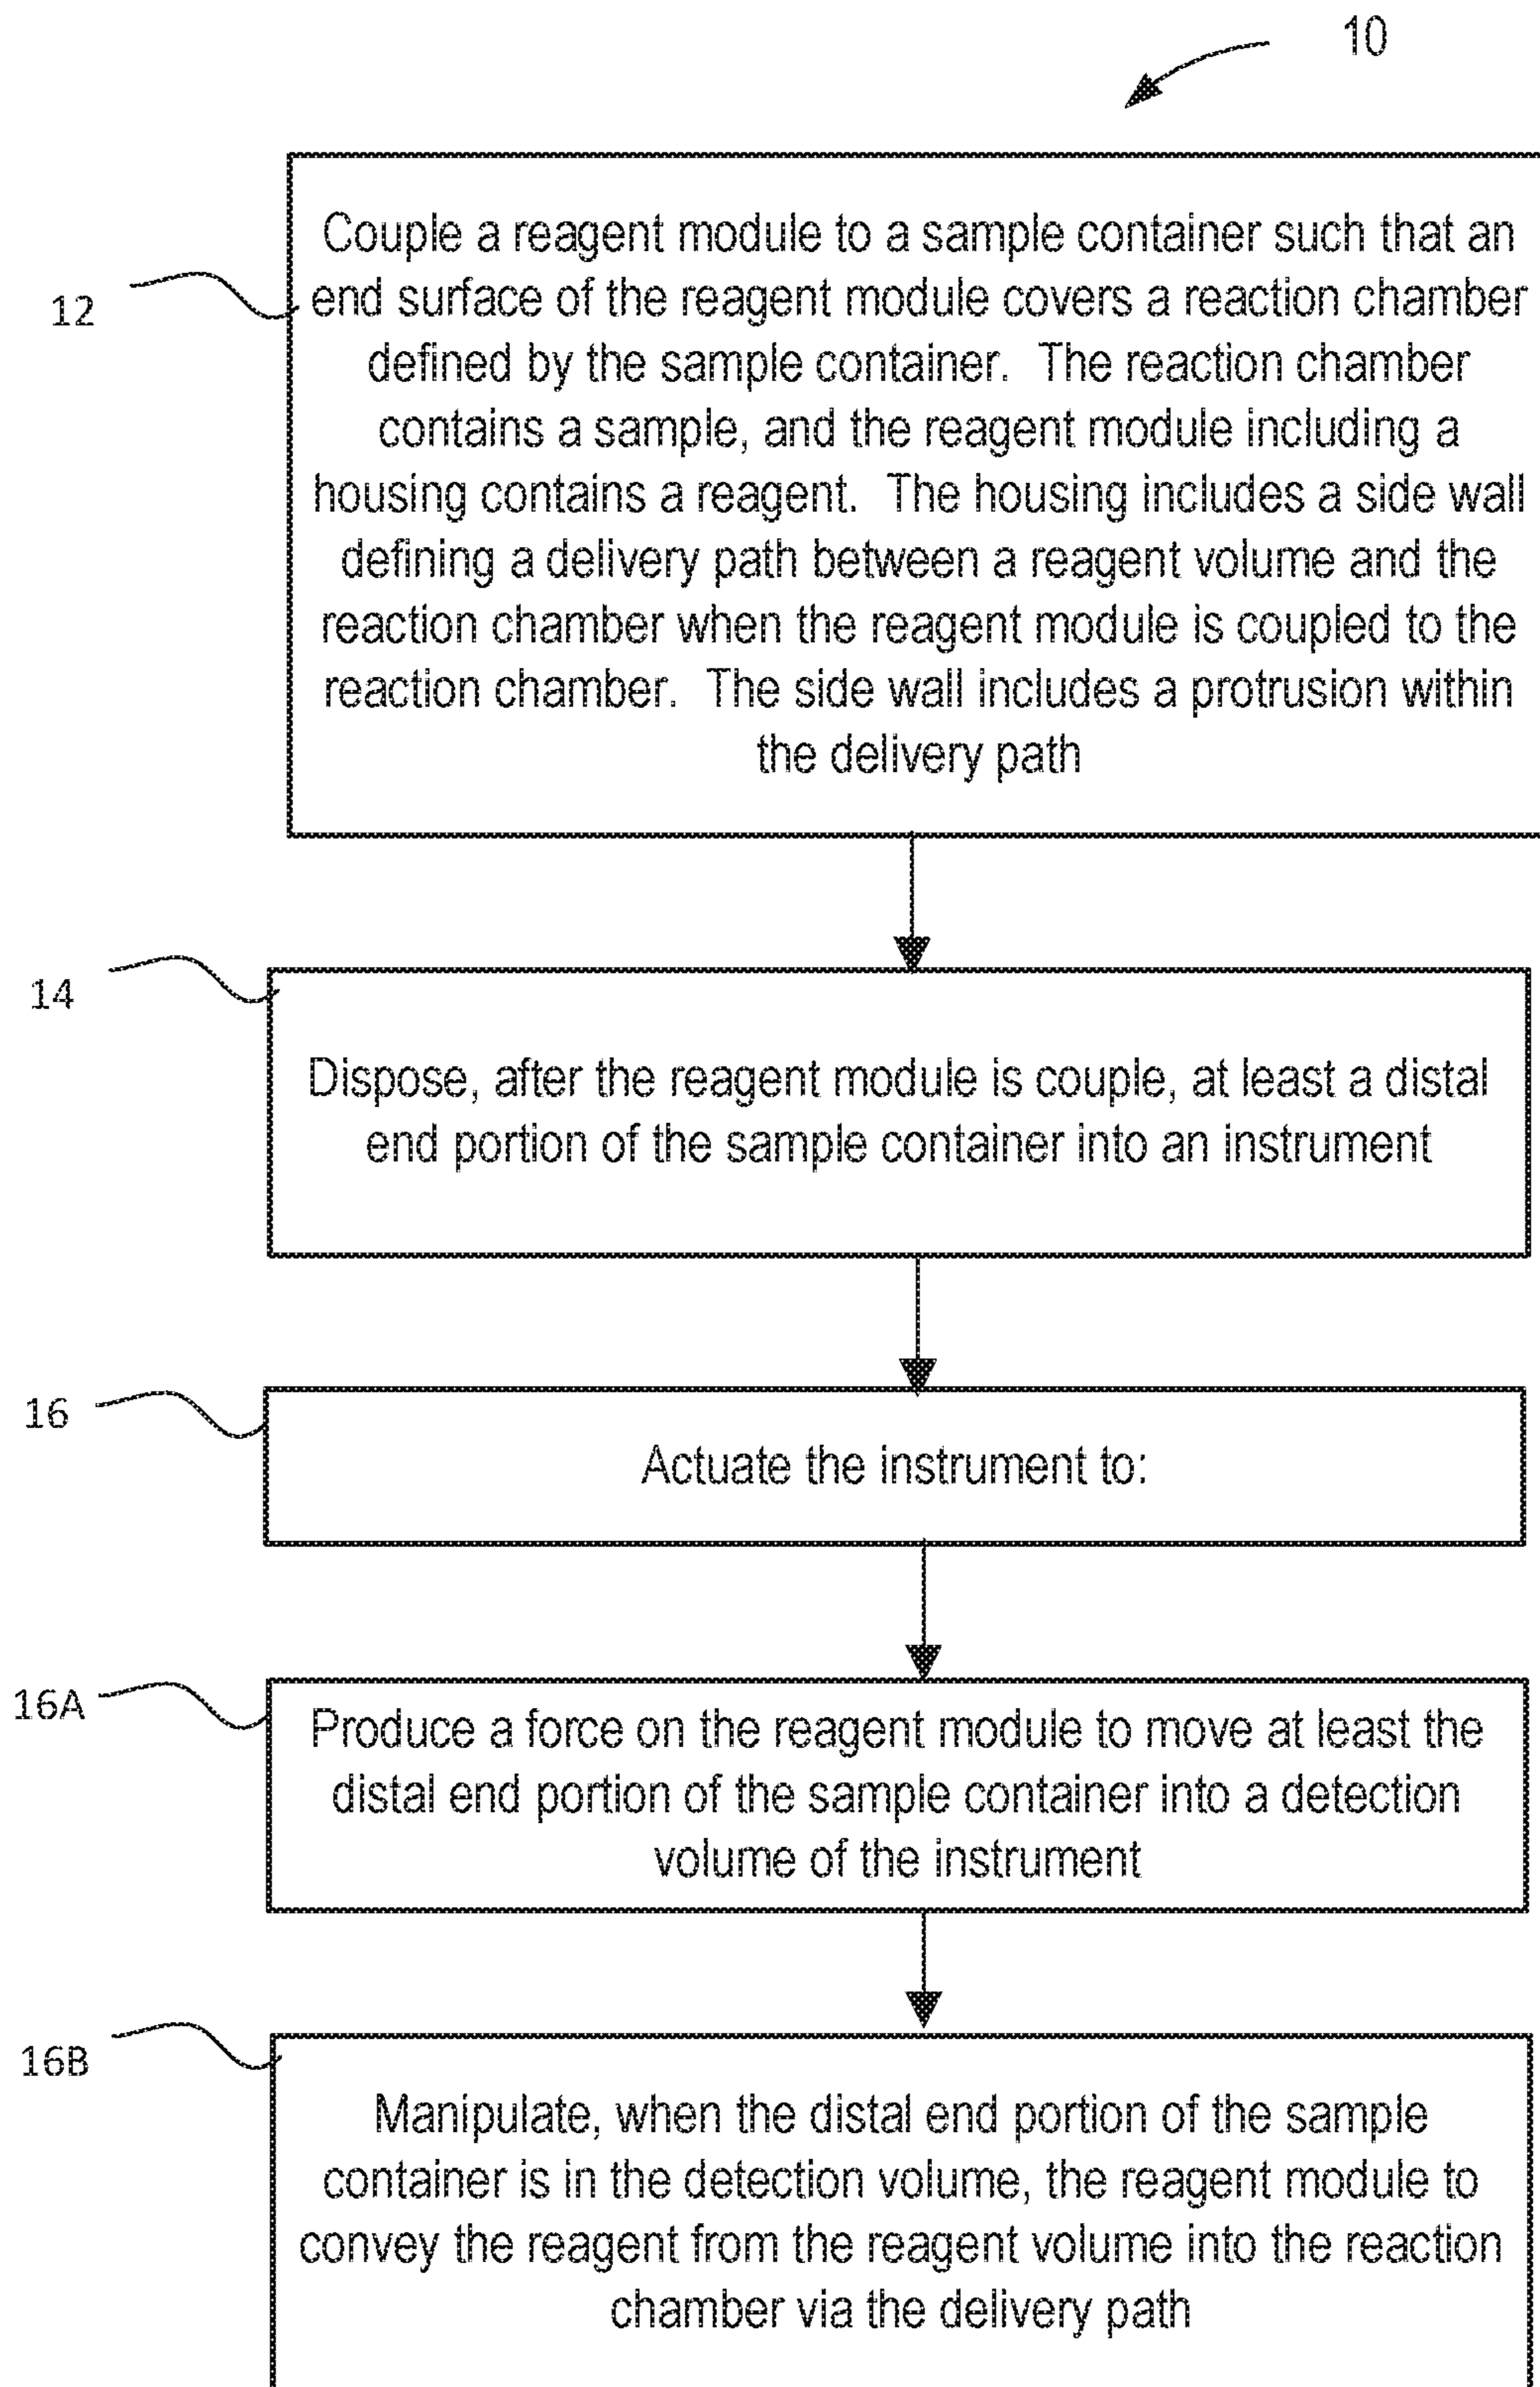 10
12
Couple a reagent module to a sample container such that an
end surface of the reagent module covers a reaction chamber
defined by the sample container. The reaction chamber
contains a sample, and the reagent module including a
housing contains a reagent. The housing includes a side wall
defining a delivery path between a reagent volume and the
reaction chamber when the reagent module is coupled to the
reaction chamber. The side wall includes a protrusion within
the delivery path
14
Dispose, after the reagent module is couple, at least a distal
end portion of the sample container into an instrument
16
Actuate the instrument to:
16A
Produce a force on the reagent module to move at least the
distal end portion of the sample container into a detection
volume of the instrument
16B
Manipulate, when the distal end portion of the sample
container is in the detection volume, the reagent module to
convey the reagent from the reagent volume into the reaction
chamber via the delivery path